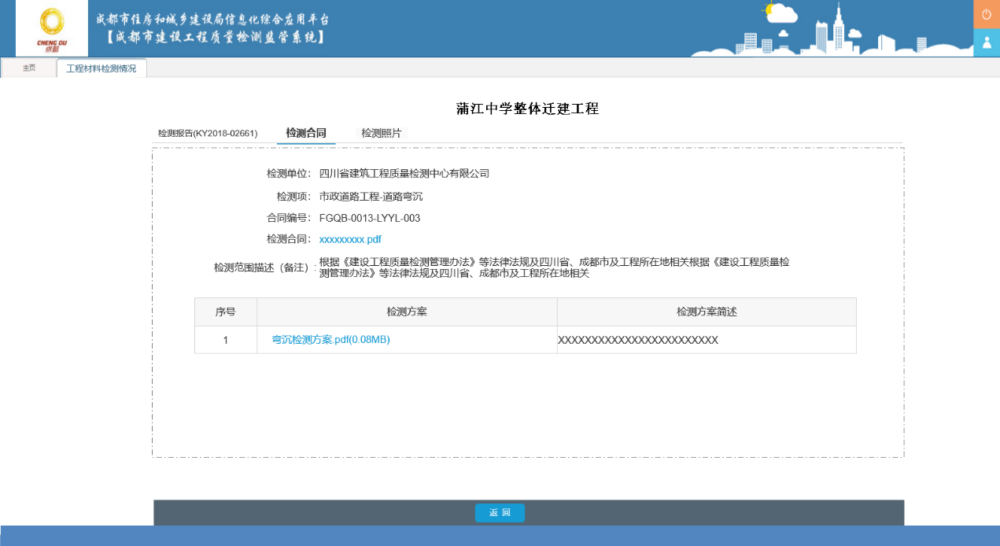 成都市住房和城乡建设局信息化综合应用平台
【成都市建设工程质量检测监管系统】
CHENG DU
成都
主页
工程材料检测情况
蒲江中学整体迁建工程
检测报告(KY2018-02661)
检测合同
检测照片
检测单位： 四川省建筑工程质量检测中心有限公司
检测项： 市政道路工程-道路弯沉
合同编号： FGQB-0013-LYYL-003
检测合同： xxxxxxxxx.pdf
检测范围描述（备注）: 根据《建设工程质量检测管理办法》等法律法规及四川省、成都市及工程所在地相关根据《建设工程质量检
测管理办法》等法律法规及四川省、成都市及工程所在地相关
序号 检测方案 检测方案简述
1 弯沉检测方案.pdf(0.08MB) XXXXXXXXXXXXXXXXXXXXXXXX
返 回